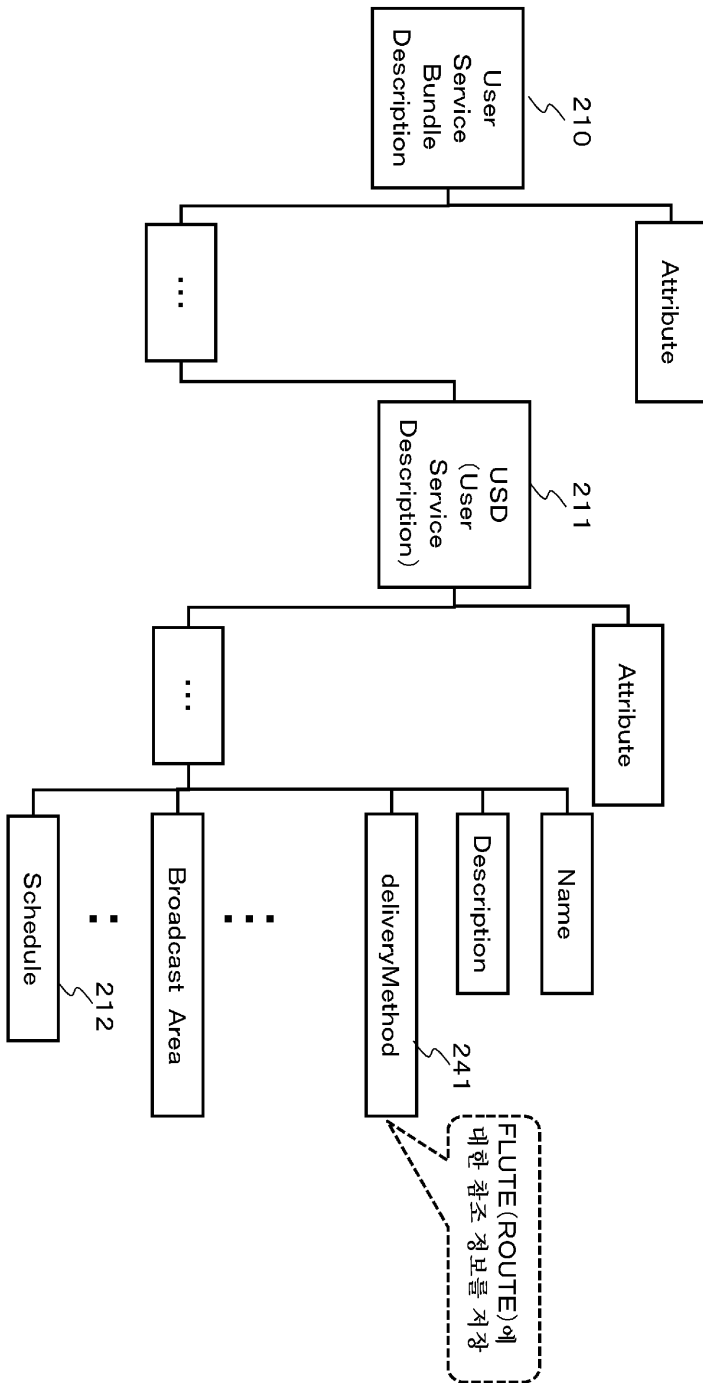 210
User
Service
Bundle
Description
Attribute
...
211
USD
(User
Service
Description)
Attribute
...
Name
Description
deliveryMethod
241
FLUTE(ROUTE)에
대한 참조 정보를 저장
...
Broadcast Area
..
Schedule
212